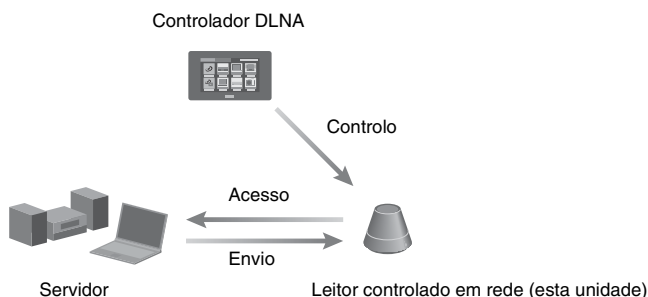 Controlador DLNA
Controlo
Acesso
Envio
Servidor
Leitor controlado em rede (esta unidade)